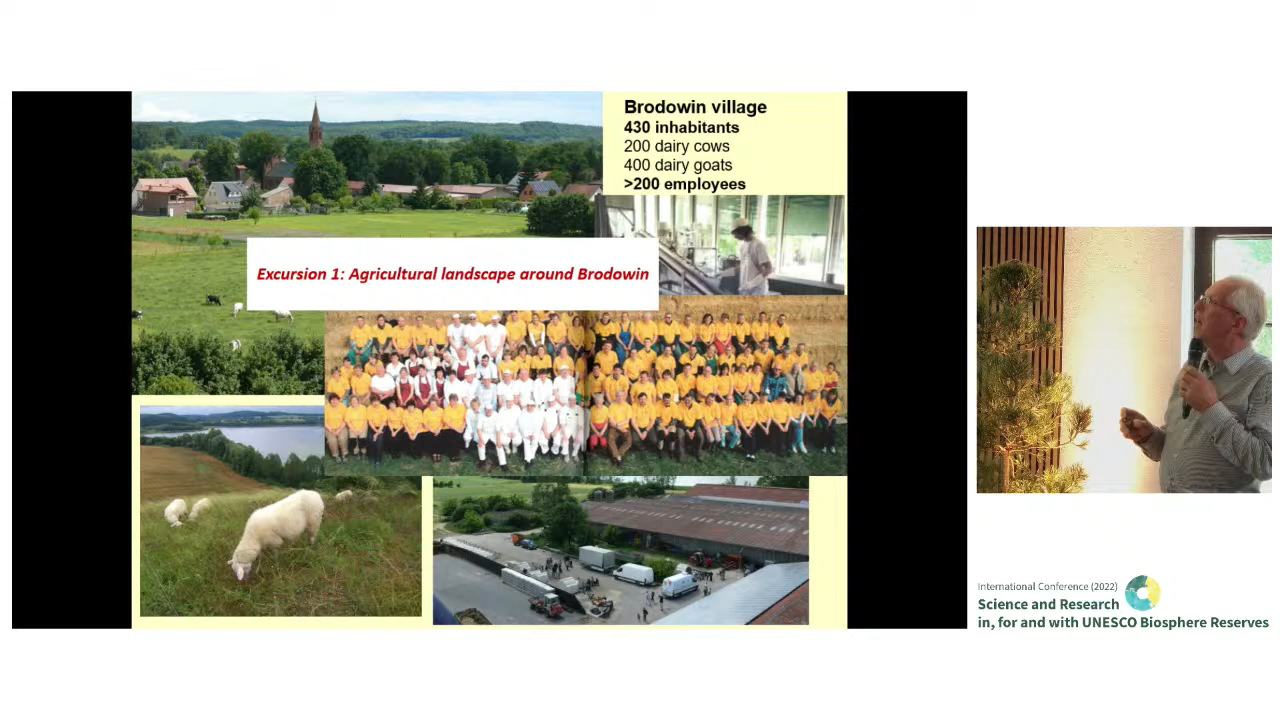 Brodowin village
430 inhabitants
200 dairy cows
400 dairy goats
>200 employees
Excursion 1: Agricultural landscape around Brodowin
International Conference (2022)
Science and Research
in, for and with UNESCO Biosphere Reserves